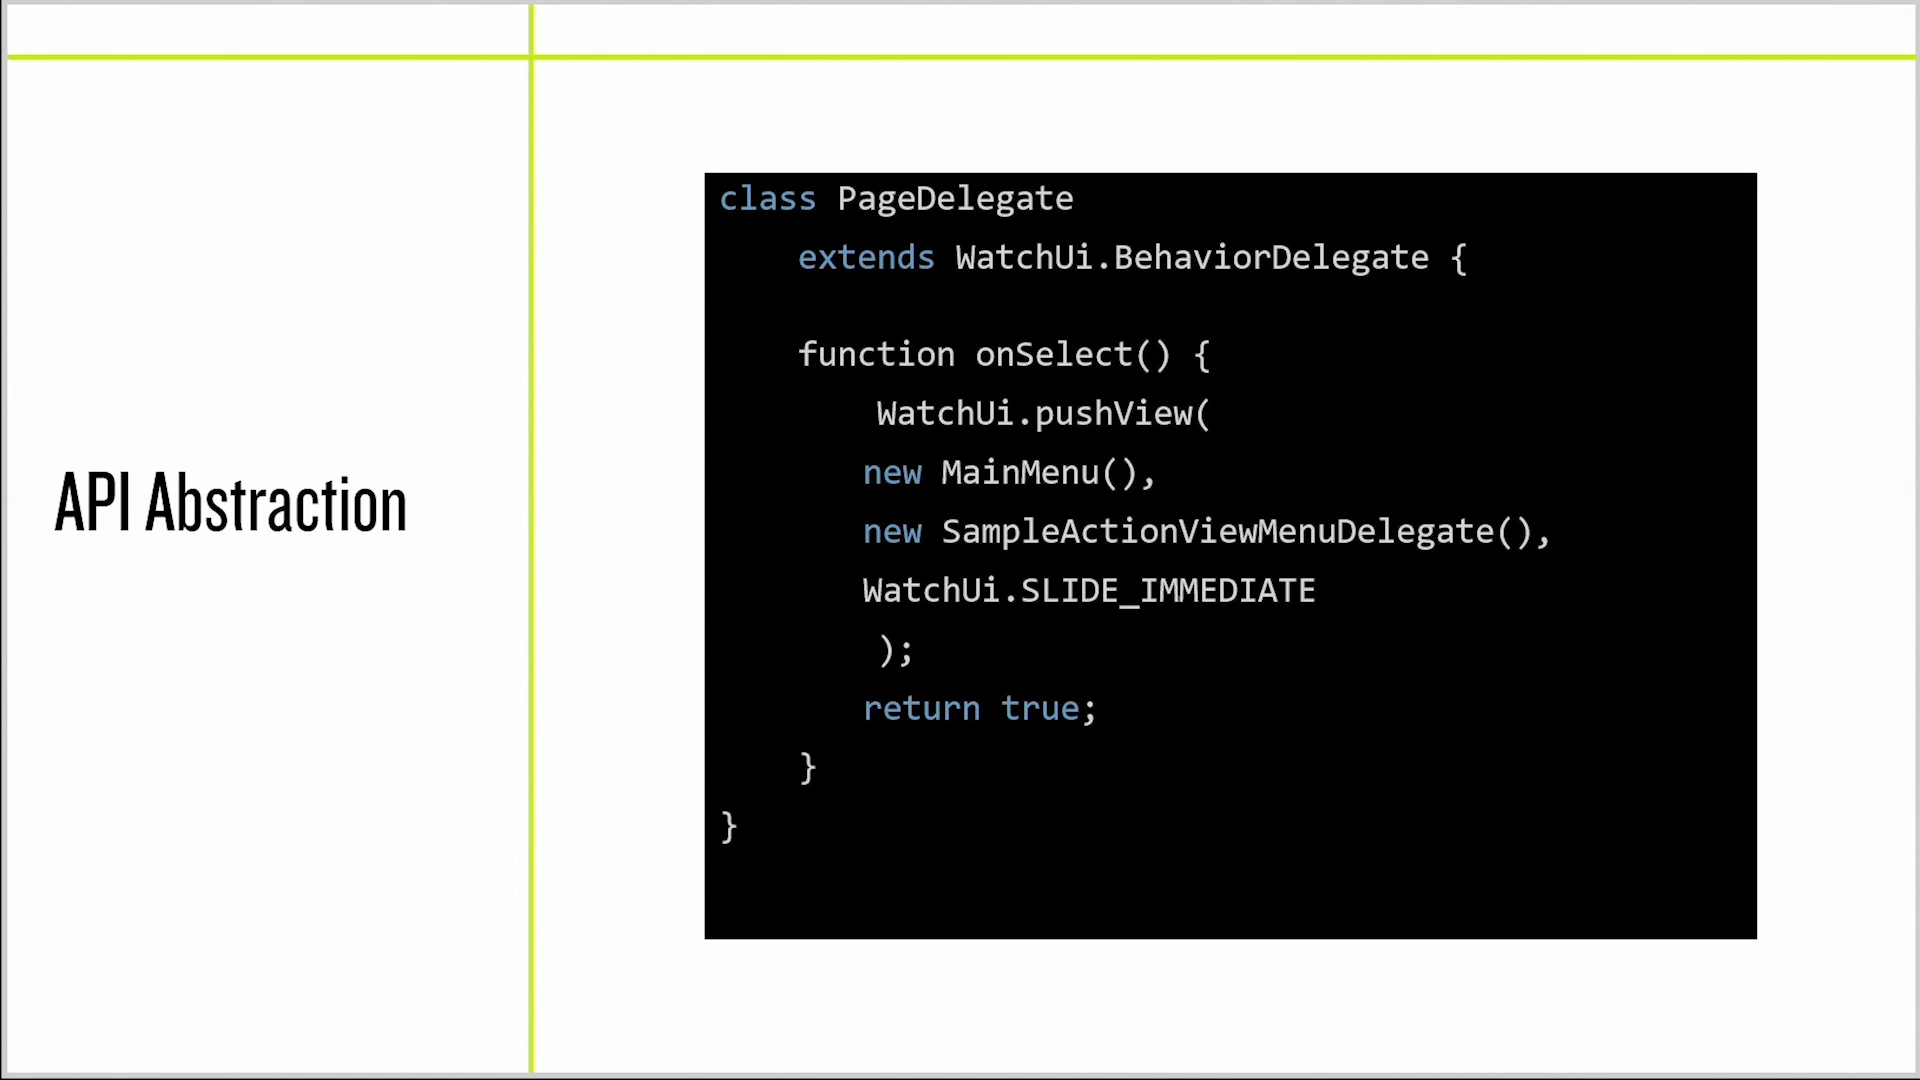 API Abstraction
class PageDelegate
extends WatchUi.BehaviorDelegate {
function onSelect() {
WatchUi.pushView(
new MainMenu(),
new SampleActionViewMenuDelegate(),
WatchUi.SLIDE_IMMEDIATE
);
return true;
}
}